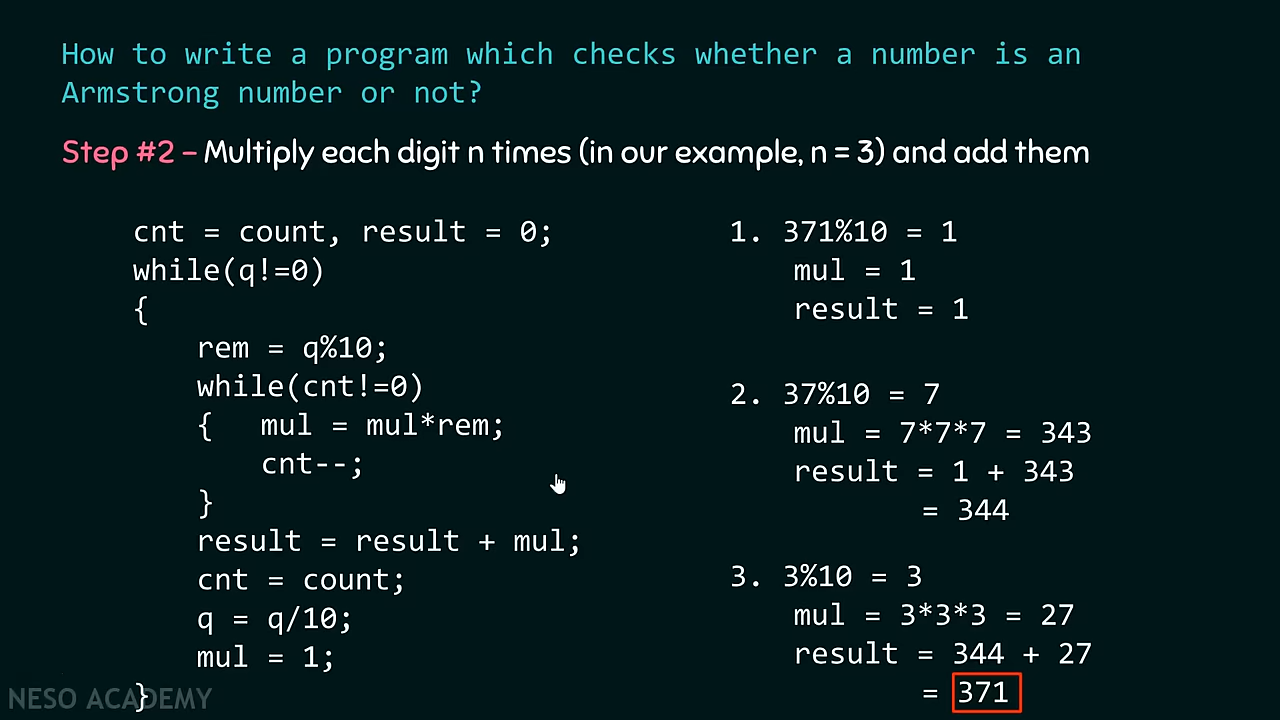 How to write a program which checks whether a number is an
Armstrong number or not?
Step #2 – Multiply each digit n times (in our example, n = 3) and add them
cnt = count, result = 0;
while(q!=0)
{
rem = q%10;
while(cnt!=0)
{ mul = mul*rem;
cnt--;
}
result = result + mul;
cnt = count;
q = q/10;
mul = 1;
}
1. 371%10 = 1
mul = 1
result = 1
2. 37%10 = 7
mul = 7*7*7 = 343
result = 1 + 343
= 344
3. 3%10 = 3
mul = 3*3*3 = 27
result = 344 + 27
= 371
NESO ACADEMY